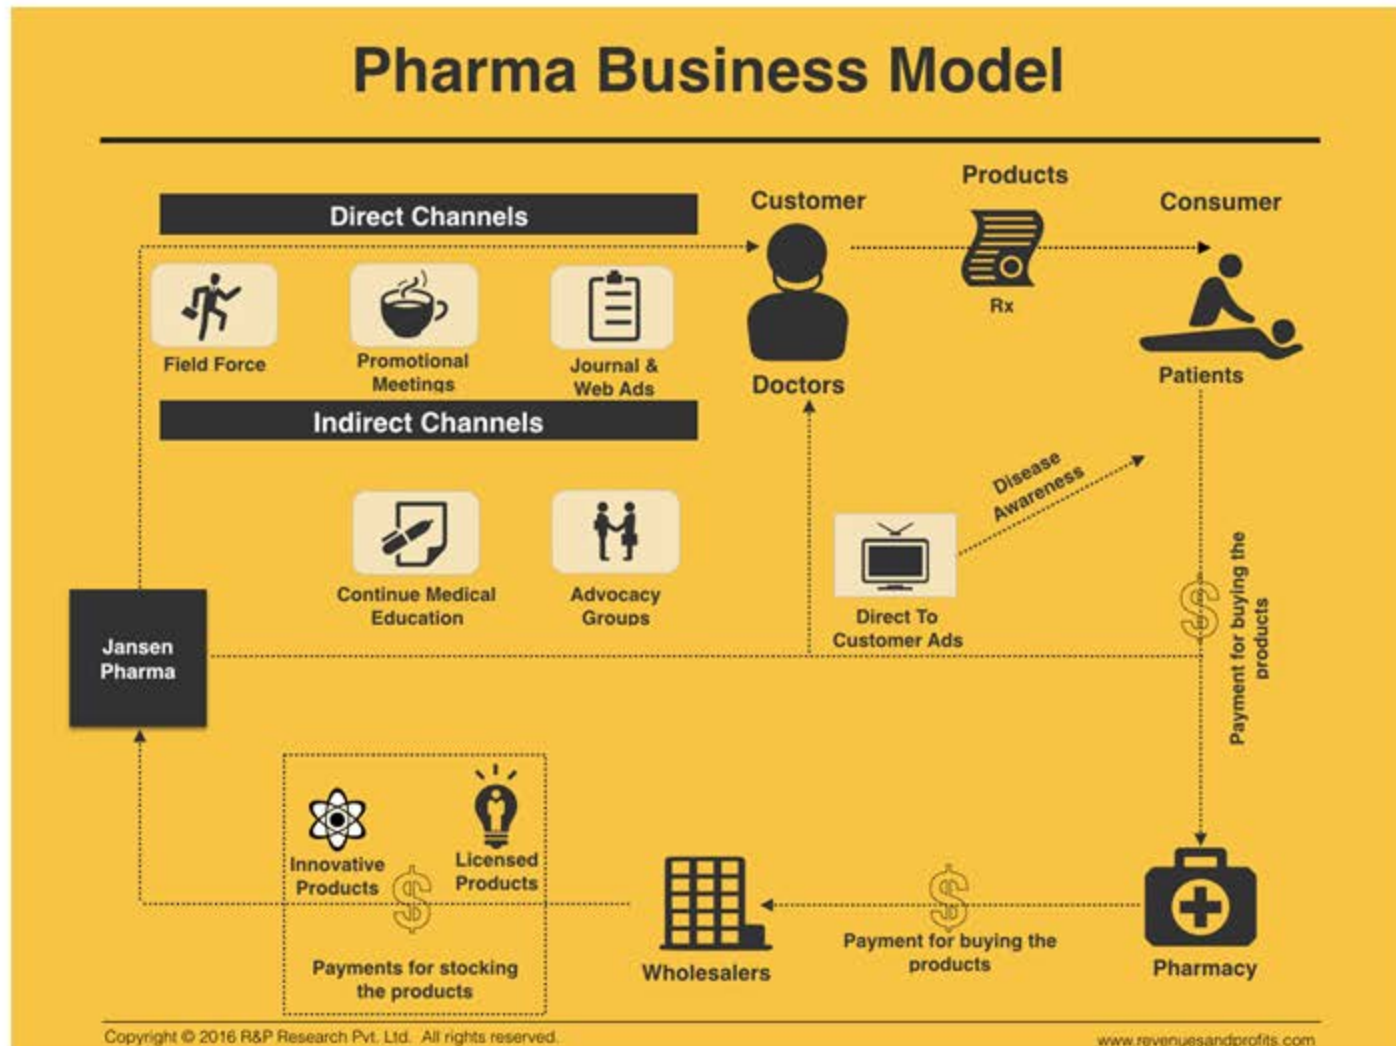 Pharma Business Model
Direct Channels
Field Force
Promotional
Meetings
Journal &
Web Ads
Customer
Doctors
Products
Rx
Consumer
Patients
Indirect Channels
Continue Medical
Education
Advocacy
Groups
Disease
Awareness
Direct To
Customer Ads
Payment for buying the
products
Jansen
Pharma
Innovative
Products
Licensed
Products
Payments for stocking
the products
Wholesalers
Payment for buying the
products
Pharmacy
Copyright © 2016 R&P Research Pvt. Ltd. All rights reserved.
www.revenuesandprofits.com